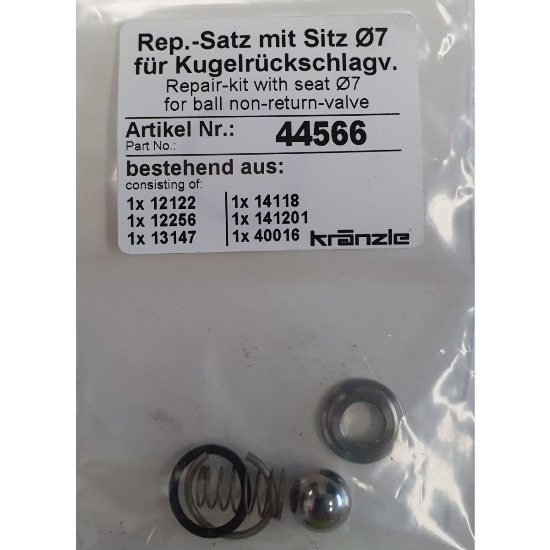 Rep.-Satz mit Sitz Ø7
für Kugelrückschlagv.
Repair-kit with seat Ø7
for ball non-return-valve
Artikel Nr.: 44566
Part No.:
bestehend aus:
consisting of:
1x 12122 1x 14118
1x 12256 1x 141201
1x 13147 1x 40016 kränzle